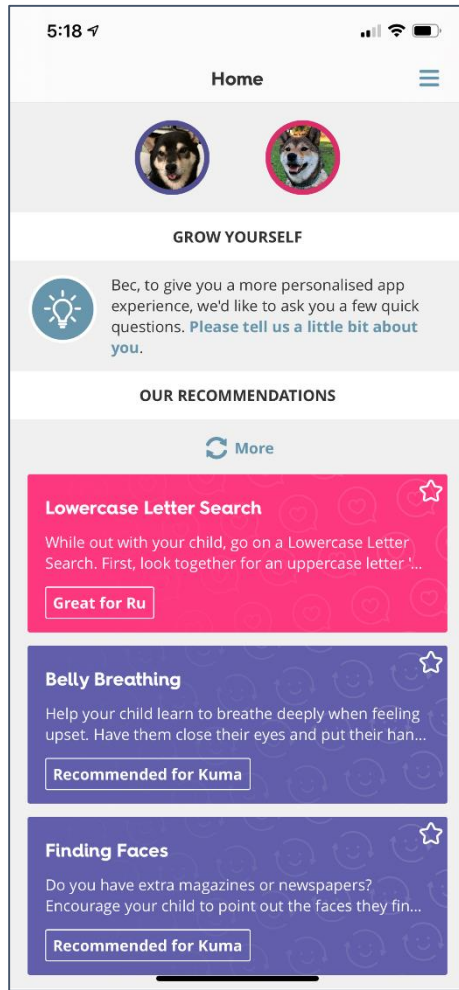 5:18
Home
GROW YOURSELF
Bec, to give you a more personalised app
experience, we'd like to ask you a few quick
questions. Please tell us a little bit about
you.
OUR RECOMMENDATIONS
More
Lowercase Letter Search
While out with your child, go on a Lowercase Letter
Search. First, look together for an uppercase letter '...
Great for Ru
Belly Breathing
Help your child learn to breathe deeply when feeling
upset. Have them close their eyes and put their han...
Recommended for Kuma
Finding Faces
Do you have extra magazines or newspapers?
Encourage your child to point out the faces they fin...
Recommended for Kuma